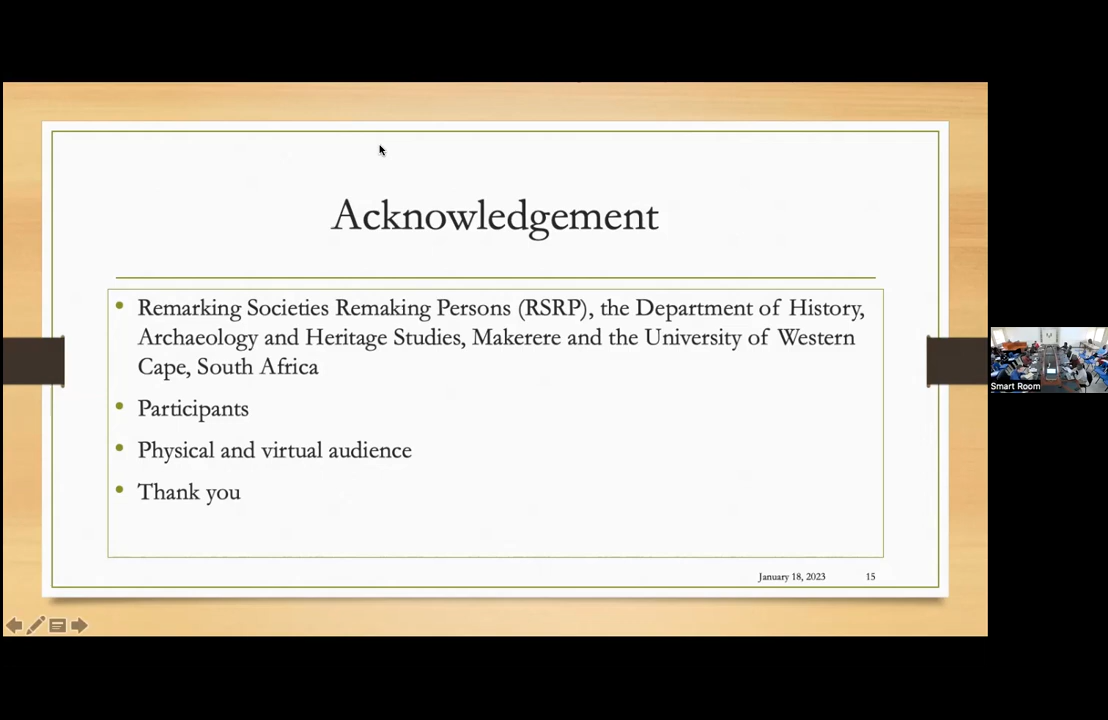 Acknowledgement
Remarking Societies Remaking Persons (RSRP), the Department of History,
Archaeology and Heritage Studies, Makerere and the University of Western
Cape, South Africa
Participants
Physical and virtual audience
Thank you
January 18, 2023 15
Smart Room